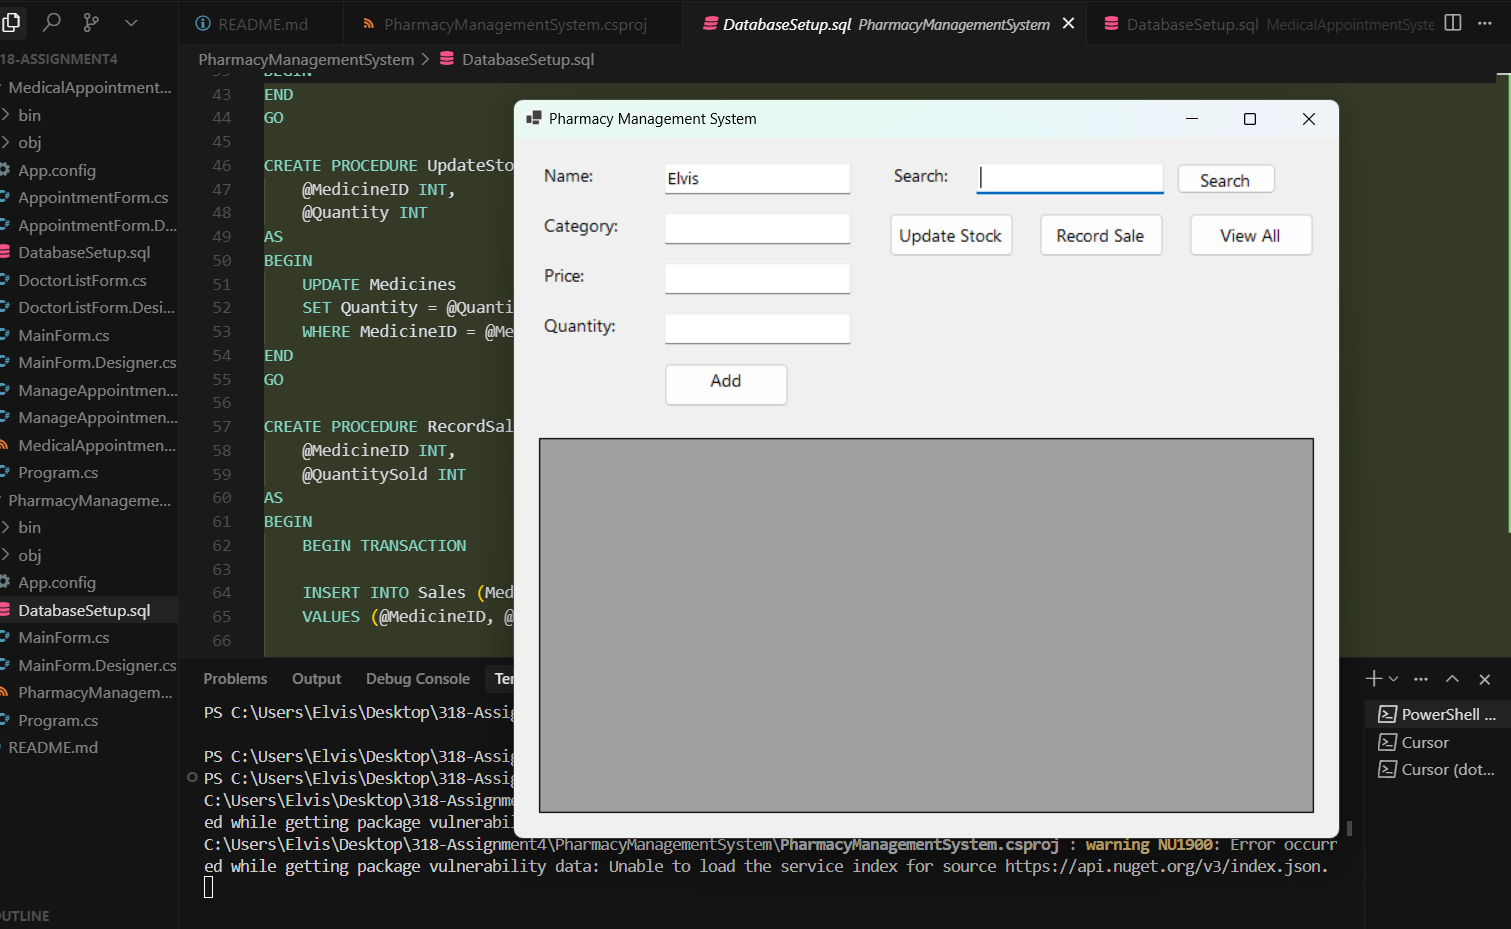 README.md
PharmacyManagementSystem.csproj
DatabaseSetup.sql PharmacyManagementSystem
DatabaseSetup.sql MedicalAppointmentSyste
18-ASSIGNMENT4
MedicalAppointment...
bin
obj
App.config
AppointmentForm.cs
AppointmentForm.D...
DatabaseSetup.sql
DoctorListForm.cs
DoctorListForm.Desi...
MainForm.cs
MainForm.Designer.cs
ManageAppointmen...
ManageAppointmen...
MedicalAppointmen...
Program.cs
PharmacyManageme...
bin
obj
App.config
DatabaseSetup.sql
MainForm.cs
MainForm.Designer.cs
PharmacyManagem...
Program.cs
README.md
OUTLINE
PharmacyManagementSystem > DatabaseSetup.sql
BEGIN
43 END
44 GO
45
46 CREATE PROCEDURE UpdateSto
47 @MedicineID INT,
48 @Quantity INT
49 AS
50 BEGIN
51 UPDATE Medicines
52 SET Quantity = @Quanti
53 WHERE MedicineID = @Me
54 END
55 GO
56
57 CREATE PROCEDURE RecordSal
58 @MedicineID INT,
59 @QuantitySold INT
60 AS
61 BEGIN
62 BEGIN TRANSACTION
63
64 INSERT INTO Sales (Med
65 VALUES (@MedicineID, @
66
Pharmacy Management System
Name: Elvis
Search: Search
Category:
Update Stock Record Sale View All
Price:
Quantity:
Add
Problems Output Debug Console Ter
PS C:\Users\Elvis\Desktop\318-Assig
PS C:\Users\Elvis\Desktop\318-Assig
PS C:\Users\Elvis\Desktop\318-Assig
C:\Users\Elvis\Desktop\318-Assignme
ed while getting package vulnerabil
C:\Users\Elvis\Desktop\318-Assignment4\PharmacyManagementSystem\PharmacyManagementSystem.csproj : warning NU1900: Error occurr
ed while getting package vulnerability data: Unable to load the service index for source https://api.nuget.org/v3/index.json.
PowerShell ...
Cursor
Cursor (dot...